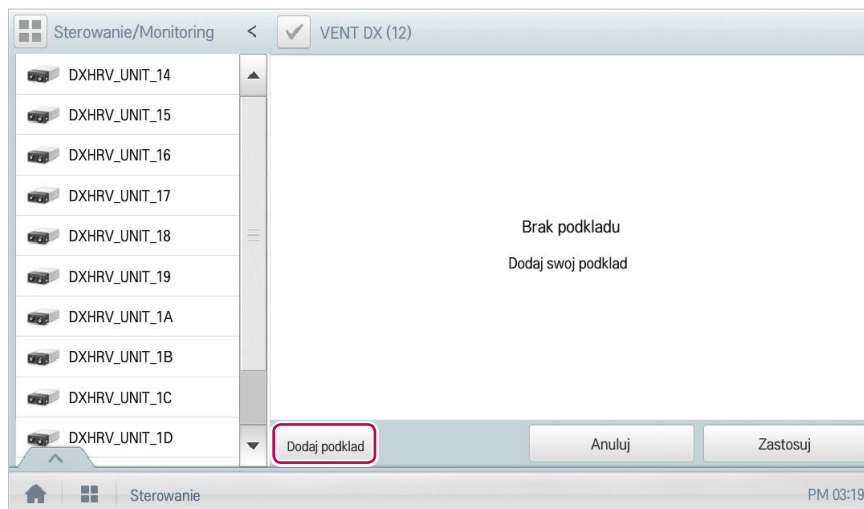 Sterowanie/Monitoring < VENT DX (12)
DXHRV_UNIT_14
DXHRV_UNIT_15
DXHRV_UNIT_16
DXHRV_UNIT_17
DXHRV_UNIT_18
DXHRV_UNIT_19
DXHRV_UNIT_1A
DXHRV_UNIT_1B
DXHRV_UNIT_1C
DXHRV_UNIT_1D
Brak podkladu
Dodaj swoj podklad
Dodaj podklad
Anuluj
Zastosuj
Sterowanie
PM 03:19